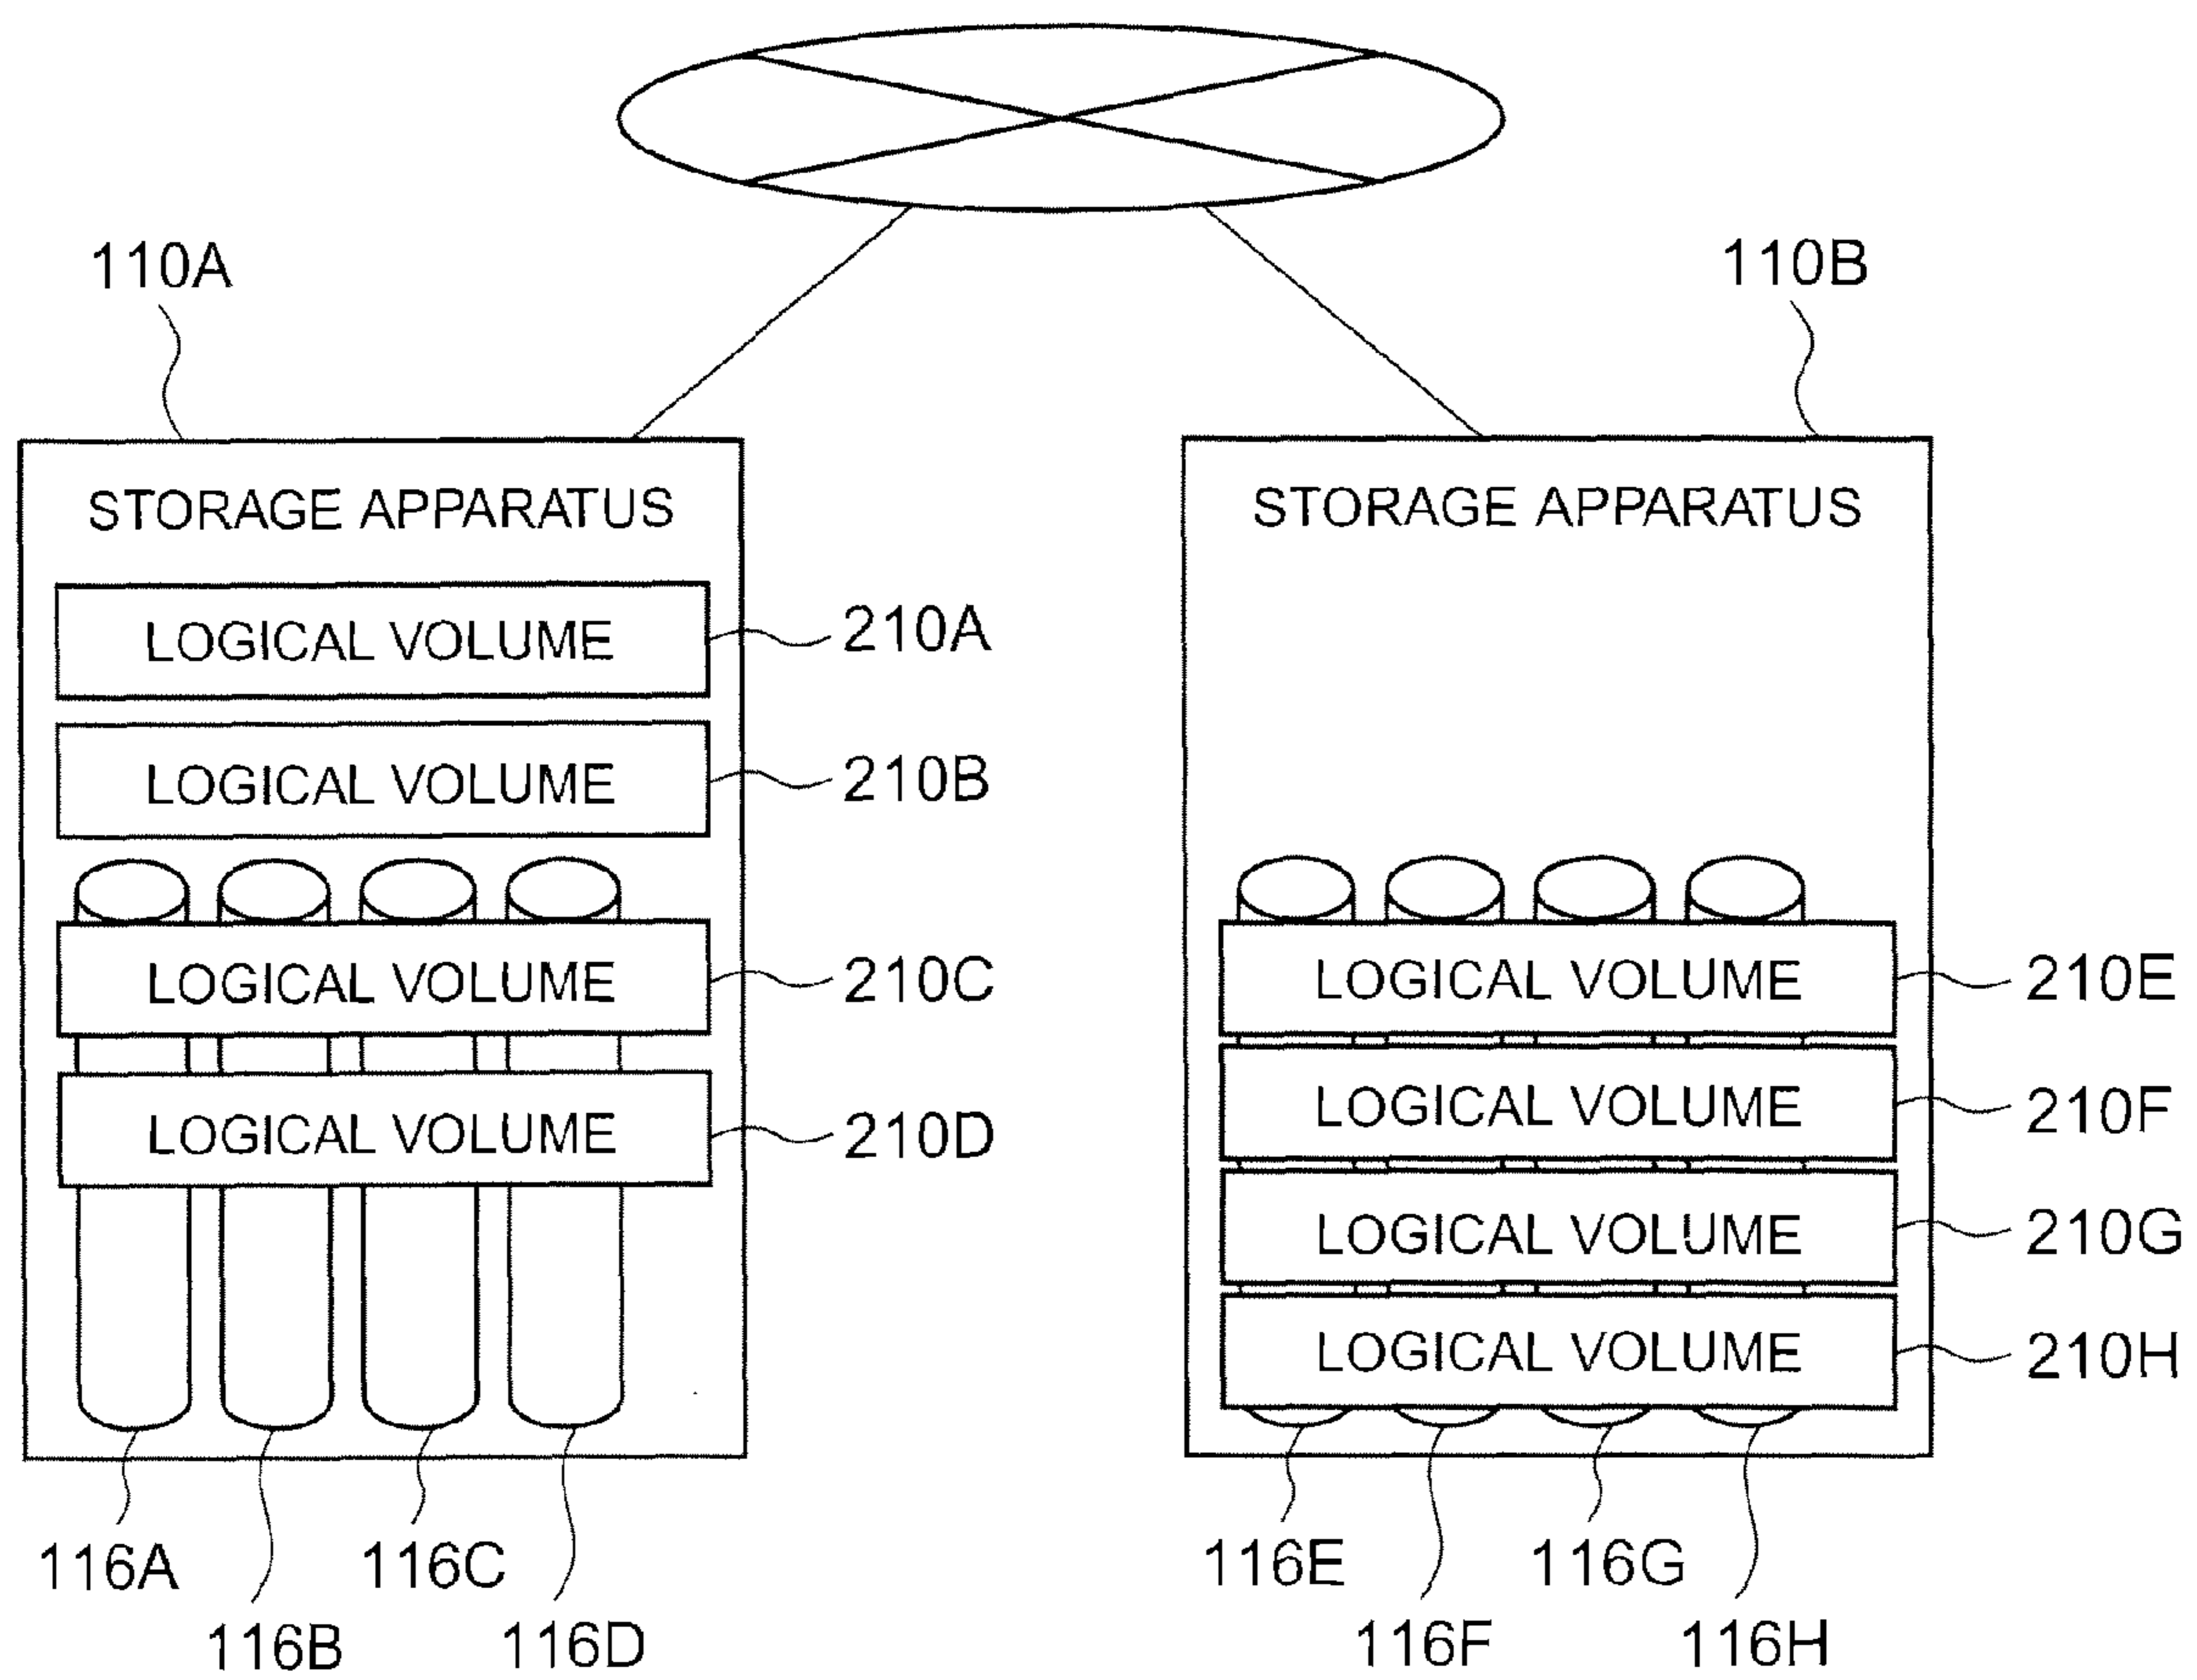 110A
110B
STORAGE APPARATUS
LOGICAL VOLUME
210A
LOGICAL VOLUME
210B
LOGICAL VOLUME
210C
LOGICAL VOLUME
210D
116A
116B
116C
116D
STORAGE APPARATUS
LOGICAL VOLUME
210E
LOGICAL VOLUME
210F
LOGICAL VOLUME
210G
LOGICAL VOLUME
210H
116E
116F
116G
116H